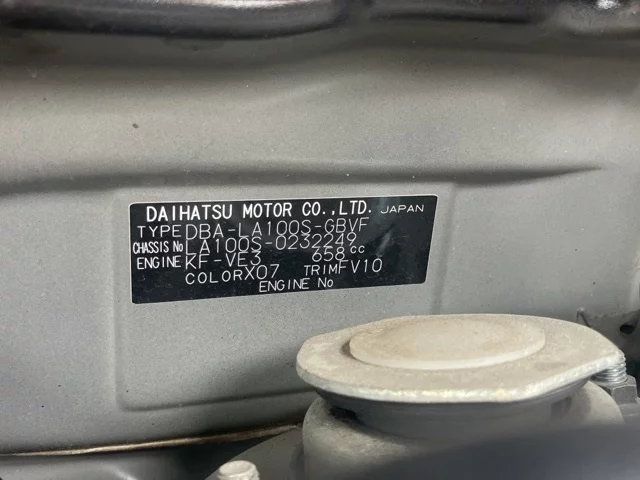 DAIHATSU MOTOR CO.,LTD. JAPAN
TYPE DBA-LA100S-GBVF
CHASSIS No LA100S-0232249
ENGINE KF-VE3 658cc
COLOR X07 TRIM FV10
ENGINE No